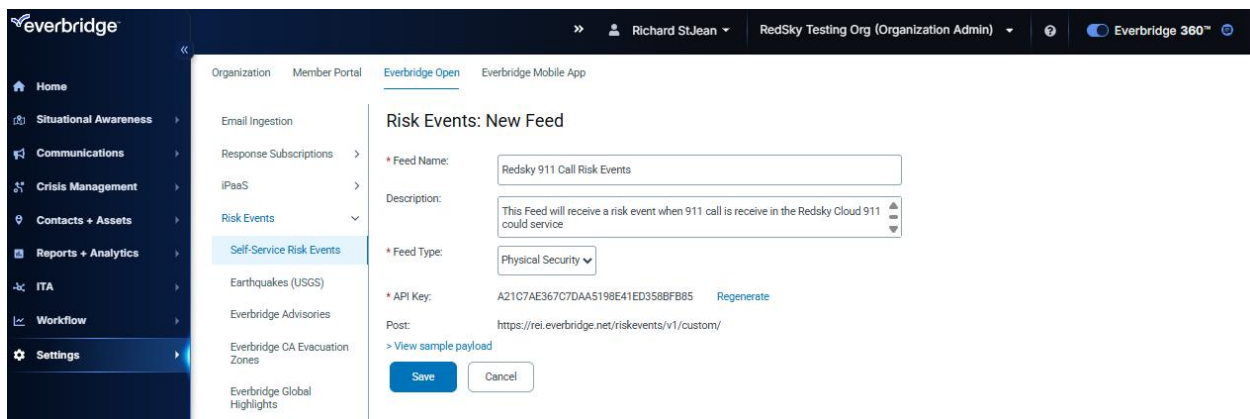 everbridge
«
»
Richard StJean
RedSky Testing Org (Organization Admin)
Everbridge 360™
Home
Situational Awareness
Communications
Crisis Management
Contacts + Assets
Reports + Analytics
ITA
Workflow
Settings
Organization
Member Portal
Everbridge Open
Everbridge Mobile App
Email Ingestion
Response Subscriptions >
iPaaS >
Risk Events
Self-Service Risk Events
Earthquakes (USGS)
Everbridge Advisories
Everbridge CA Evacuation
Zones
Everbridge Global
Highlights
Risk Events: New Feed
* Feed Name: Redsky 911 Call Risk Events
Description: This Feed will receive a risk event when 911 call is receive in the Redsky Cloud 911
could service
* Feed Type: Physical Security
* API Key: A21C7AE367C7DAA5198E41ED358BFB85 Regenerate
Post: https://rei.everbridge.net/riskevents/v1/custom/
> View sample payload
Save Cancel